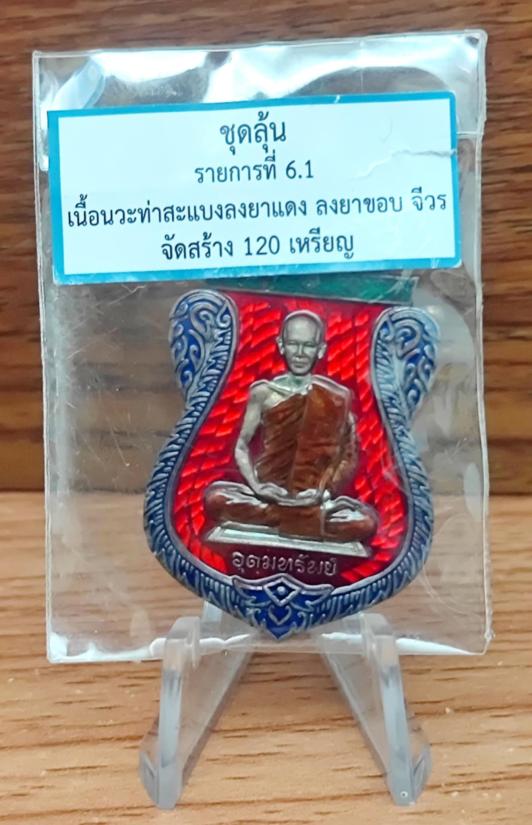 ชุดลุ้น
รายการที่ 6.1
เนื้อนวะท่าสะแบงลงยาแดง ลงยาขอบ จีวร
จัดสร้าง 120 เหรียญ
อุดมทรัพย์